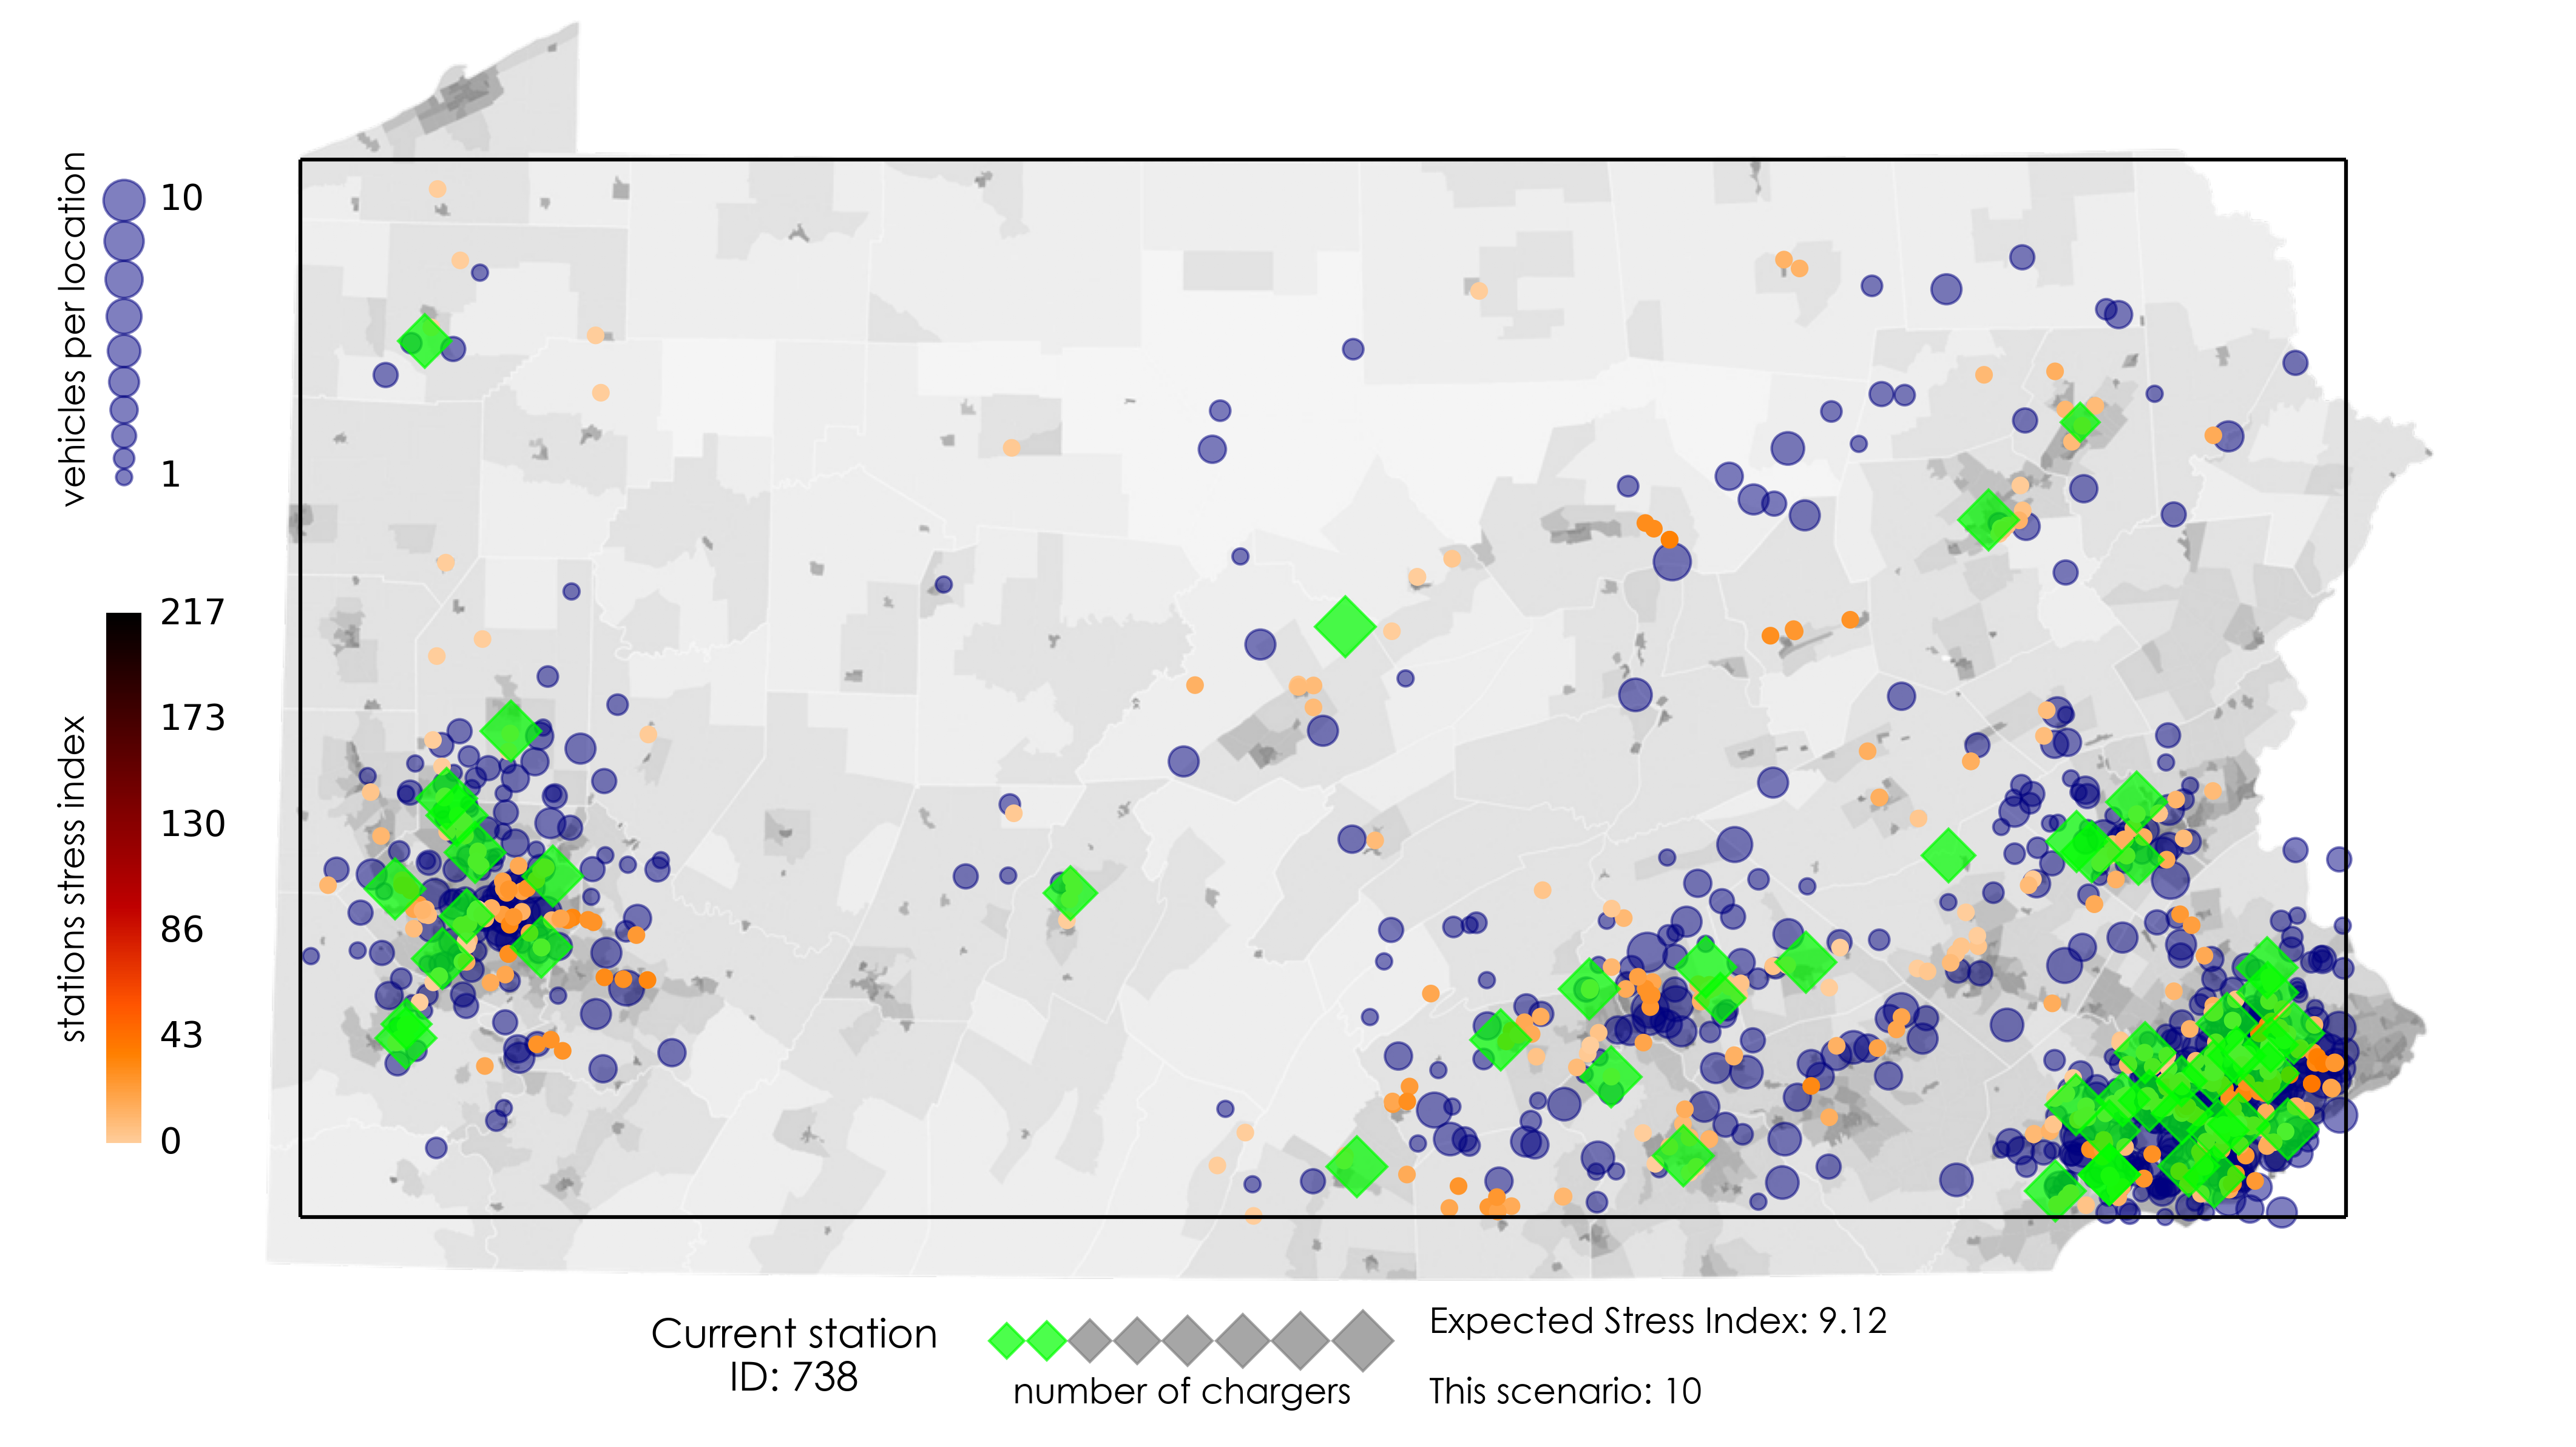 vehicles per location
10
1
stations stress index
217
173
130
86
43
0
Current station
ID: 738
number of chargers
Expected Stress Index: 9.12
This scenario: 10